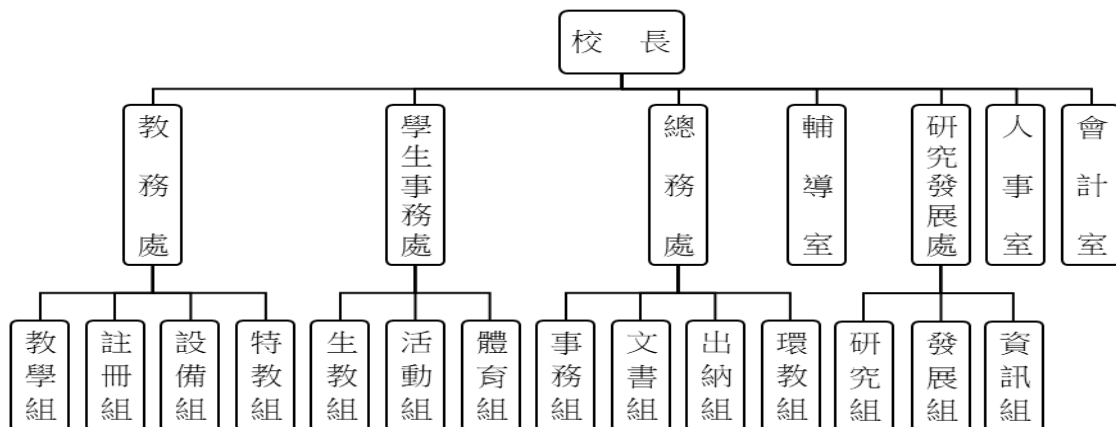 校長
教務處
學生事務處
總務處
輔導室
研究發展處
人事室
會計室
教學組
註冊組
設備組
特教組
生教組
活動組
體育組
事務組
文書組
出納組
環教組
研究組
發展組
資訊組